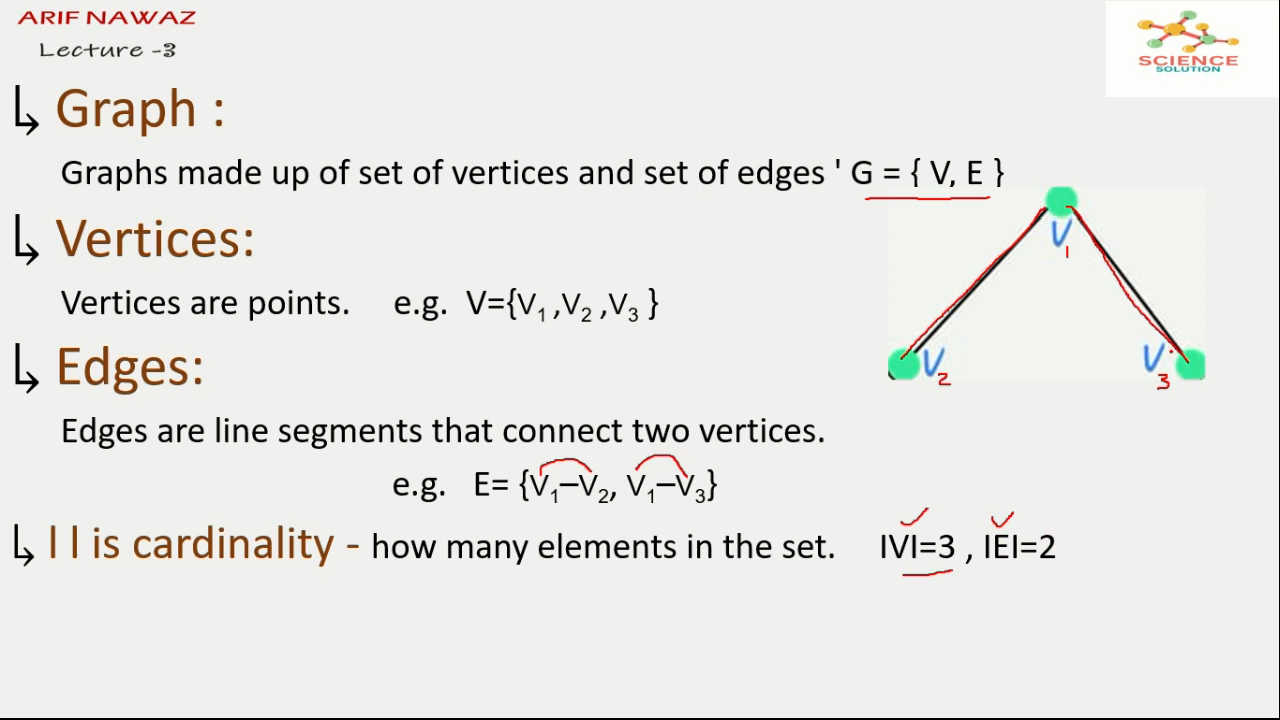 ARIF NAWAZ
Lecture -3
SCIENCE
SOLUTION
↳ Graph :
Graphs made up of set of vertices and set of edges ' G = { V, E }
↳ Vertices:
Vertices are points. e.g. V={V₁ ,V₂ ,V₃ }
V₁
V₂
V₃
↳ Edges:
Edges are line segments that connect two vertices.
e.g. E= {V₁–V₂, V₁–V₃}
↳ l l is cardinality - how many elements in the set. IVI=3 , IEI=2